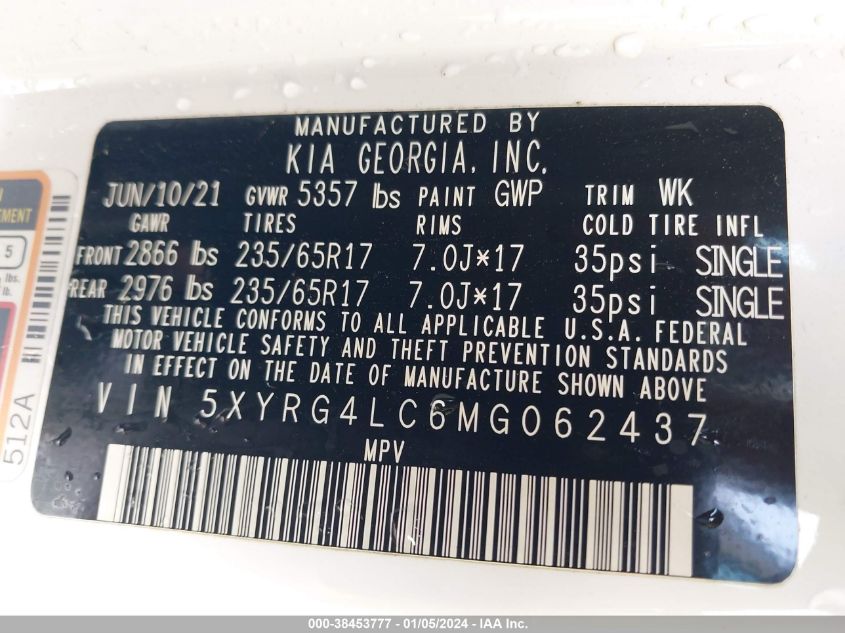 MANUFACTURED BY
KIA GEORGIA, INC.
JUN/10/21 GVWR 5357 lbs PAINT GWP TRIM WK
GAWR TIRES RIMS COLD TIRE INFL
FRONT 2866 lbs 235/65R17 7.0J*17 35psi SINGLE
REAR 2976 lbs 235/65R17 7.0J*17 35psi SINGLE
THIS VEHICLE CONFORMS TO ALL APPLICABLE U.S.A. FEDERAL
MOTOR VEHICLE SAFETY AND THEFT PREVENTION STANDARDS
IN EFFECT ON THE DATE OF MANUFACTURE SHOWN ABOVE
VIN 5XYRG4LC6MG062437
MPV
5
lbs.
lb.
512A
000-38453777 - 01/05/2024 - IAA Inc.